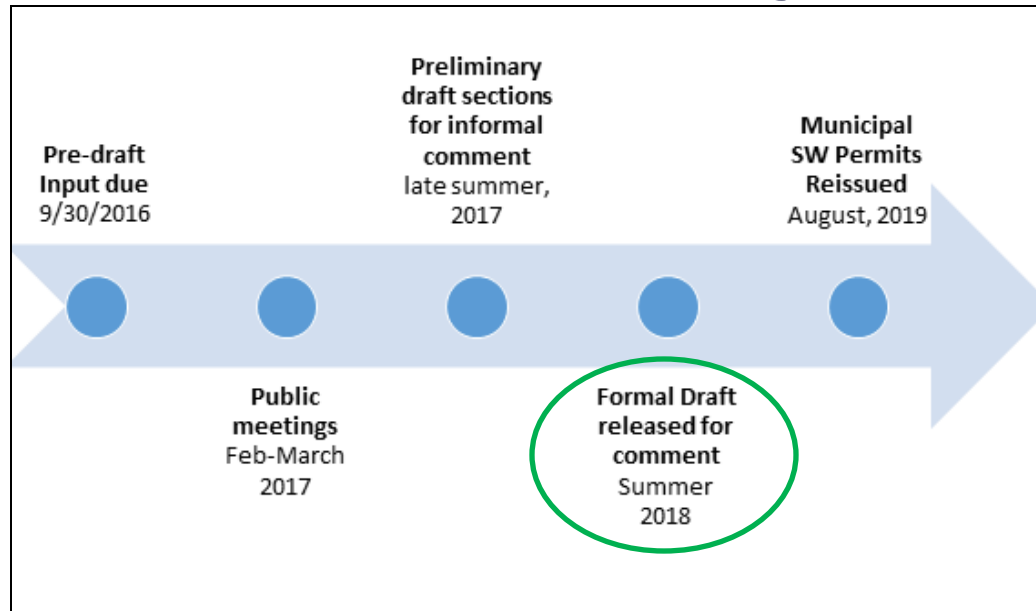 Pre-draft
Input due
9/30/2016
Public
meetings
Feb-March
2017
Preliminary
draft sections
for informal
comment
late summer,
2017
Formal Draft
released for
comment
Summer
2018
Municipal
SW Permits
Reissued
August, 2019